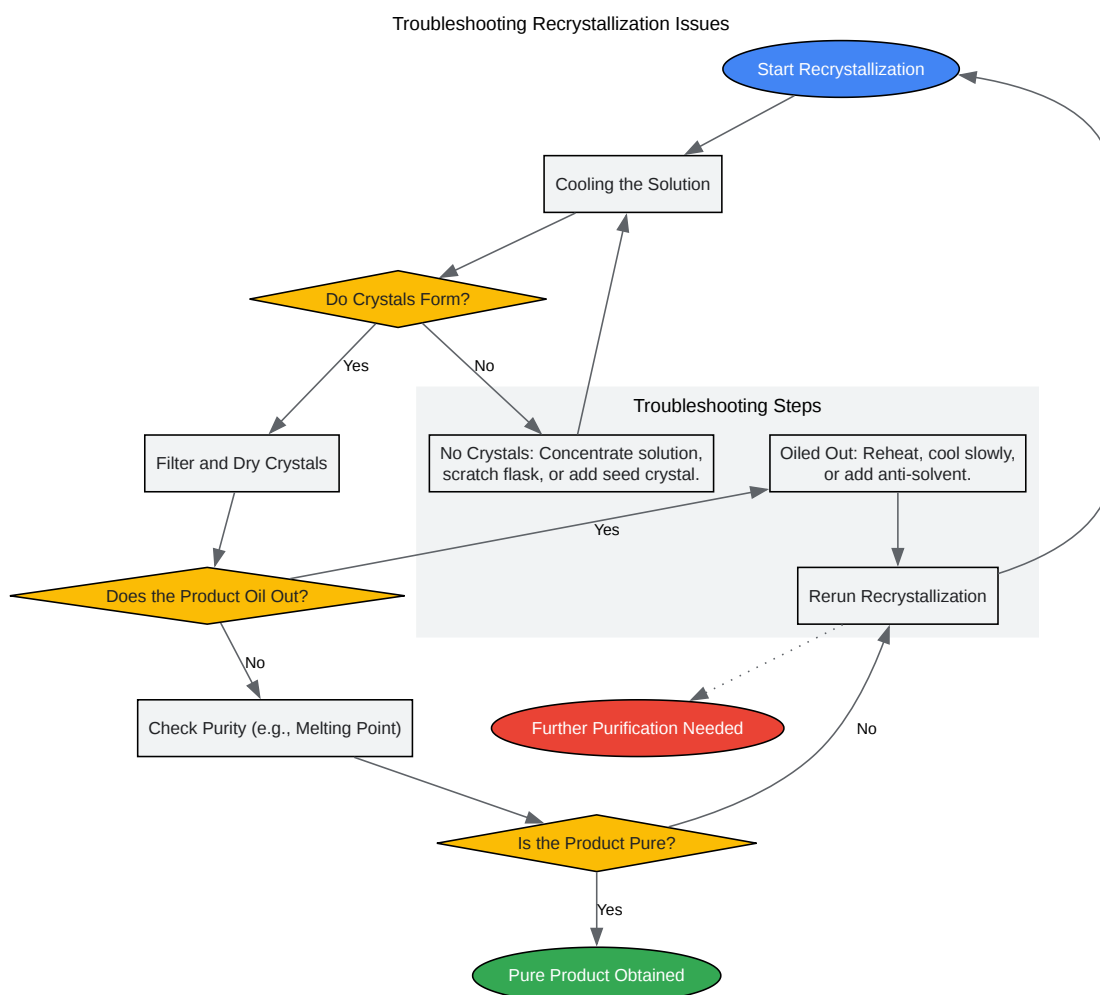 Troubleshooting Recrystallization Issues
Start Recrystallization
Cooling the Solution
Do Crystals Form?
Yes
No
Troubleshooting Steps
Filter and Dry Crystals
No Crystals: Concentrate solution,
scratch flask, or add seed crystal.
Oiled Out: Reheat, cool slowly,
or add anti-solvent.
Yes
Does the Product Oil Out?
Rerun Recrystallization
No
Check Purity (e.g., Melting Point)
Further Purification Needed
No
Is the Product Pure?
Yes
Pure Product Obtained